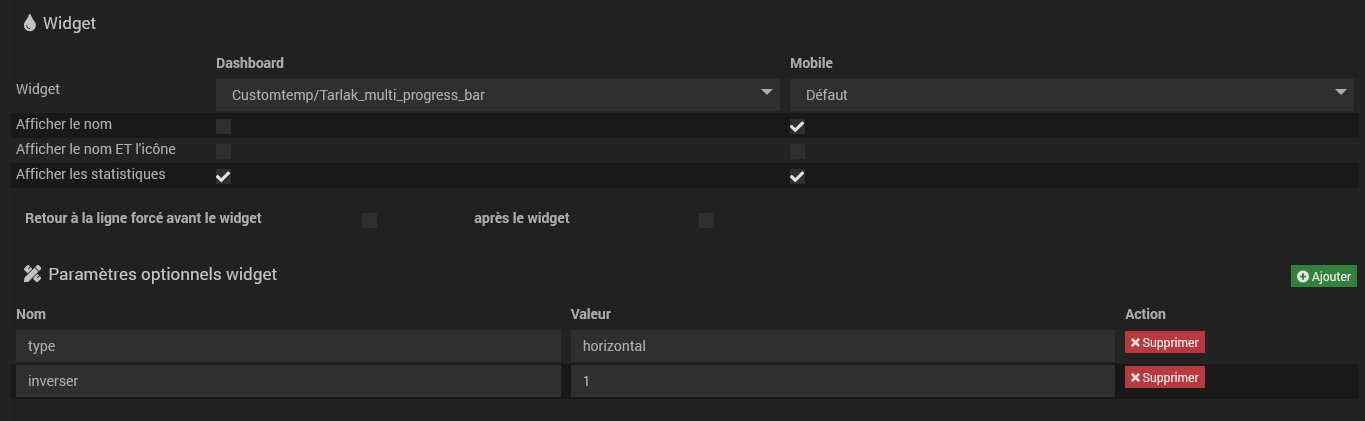 Widget
Dashboard Mobile
Widget Customtemp/Tarlak_multi_progress_bar Défaut
Afficher le nom
Afficher le nom ET l'icône
Afficher les statistiques
Retour à la ligne forcé avant le widget après le widget
Paramètres optionnels widget Ajouter
Nom Valeur Action
type horizontal Supprimer
inverser 1 Supprimer